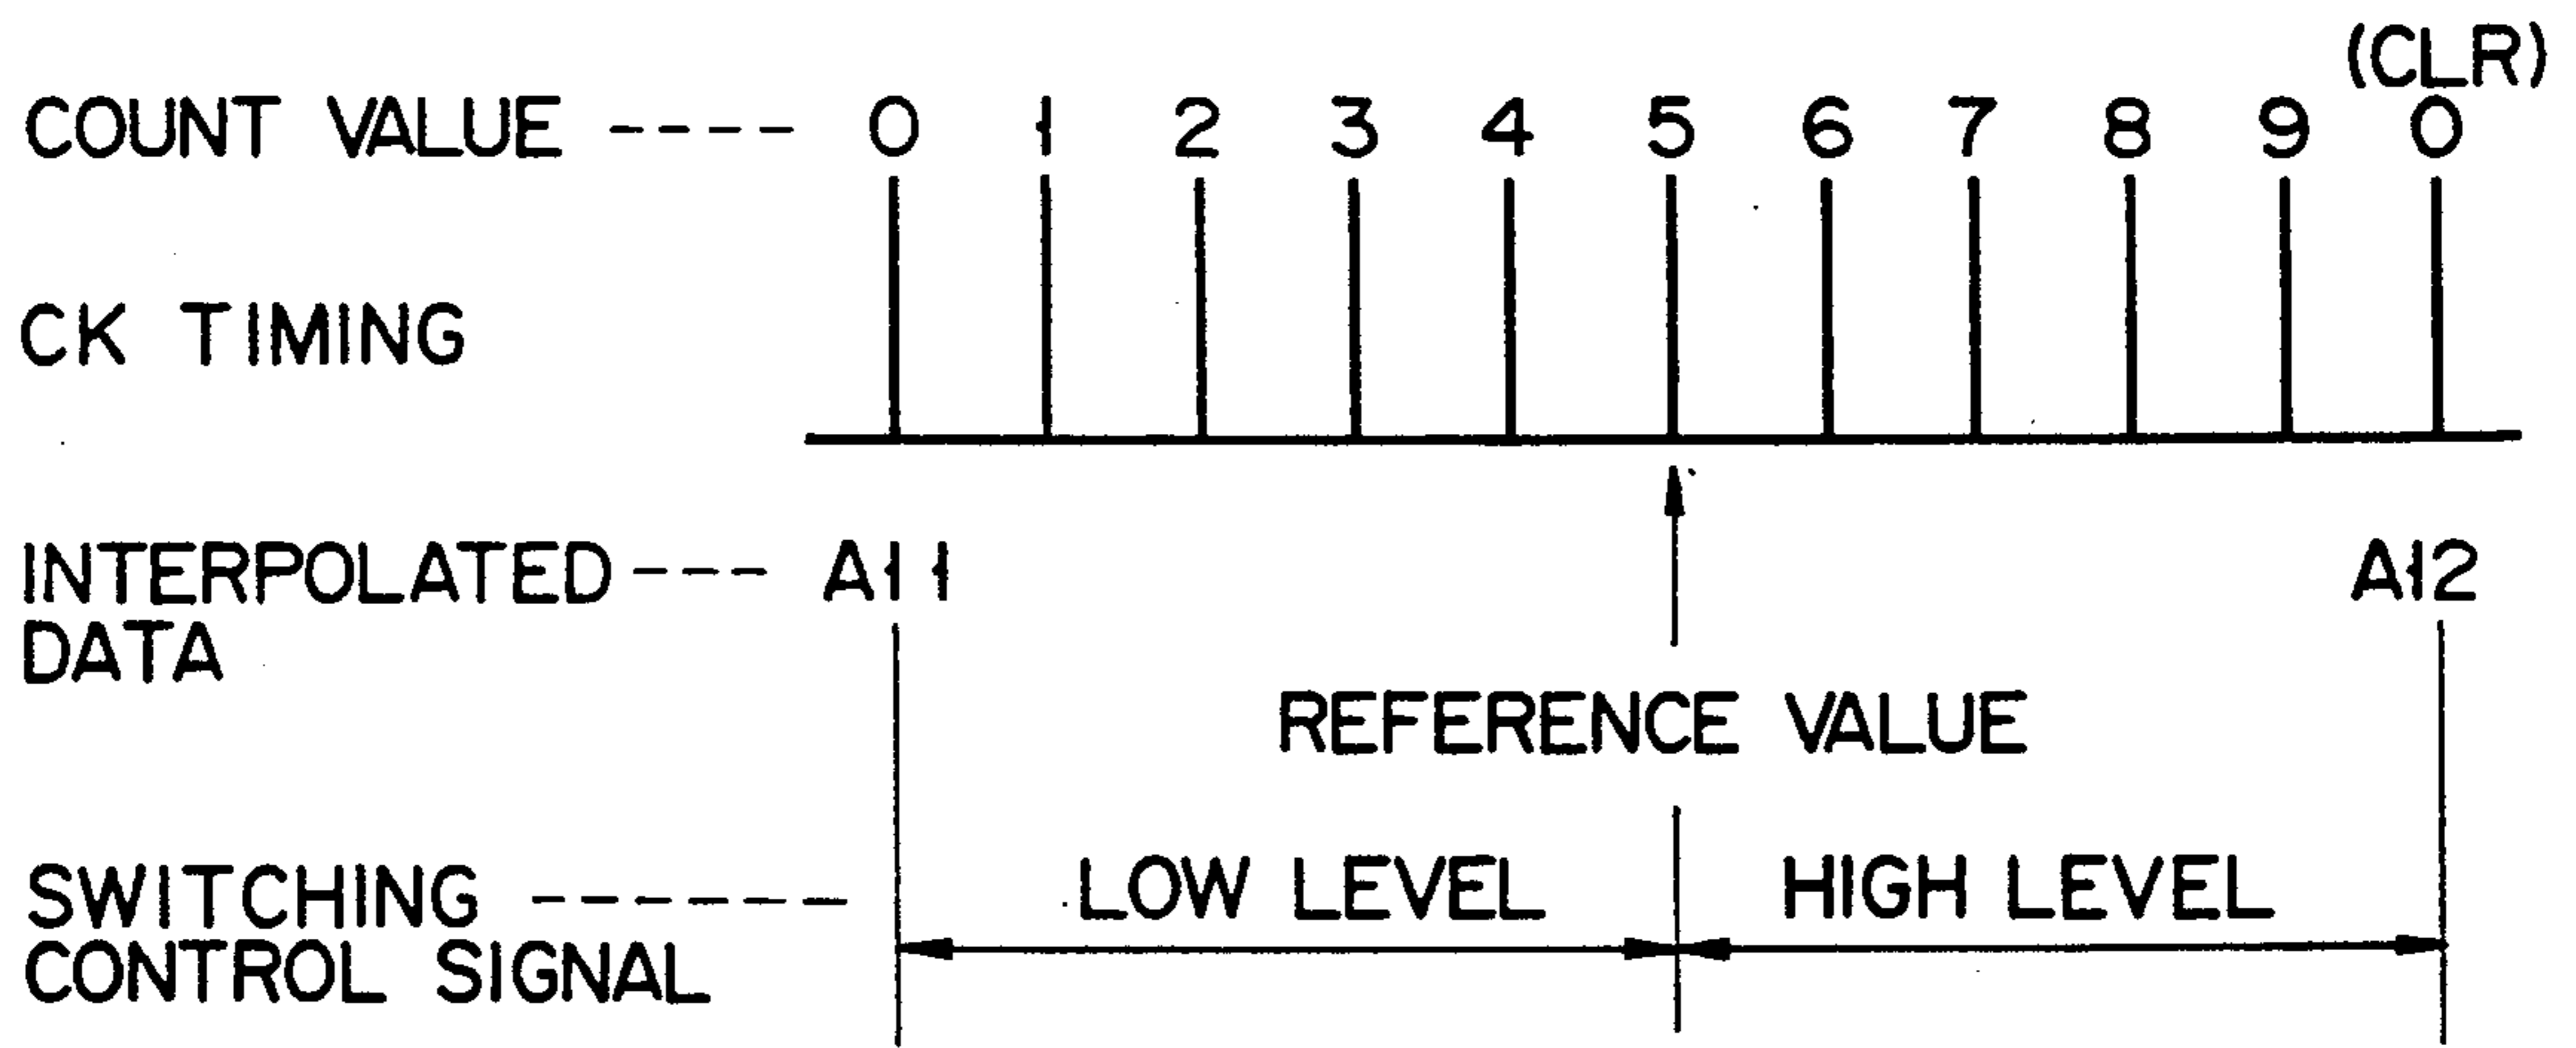 (CLR)
COUNT VALUE ---- 0 1 2 3 4 5 6 7 8 9 0
CK TIMING
INTERPOLATED --- A11 A12
DATA
REFERENCE VALUE
LOW LEVEL HIGH LEVEL
SWITCHING ------
CONTROL SIGNAL